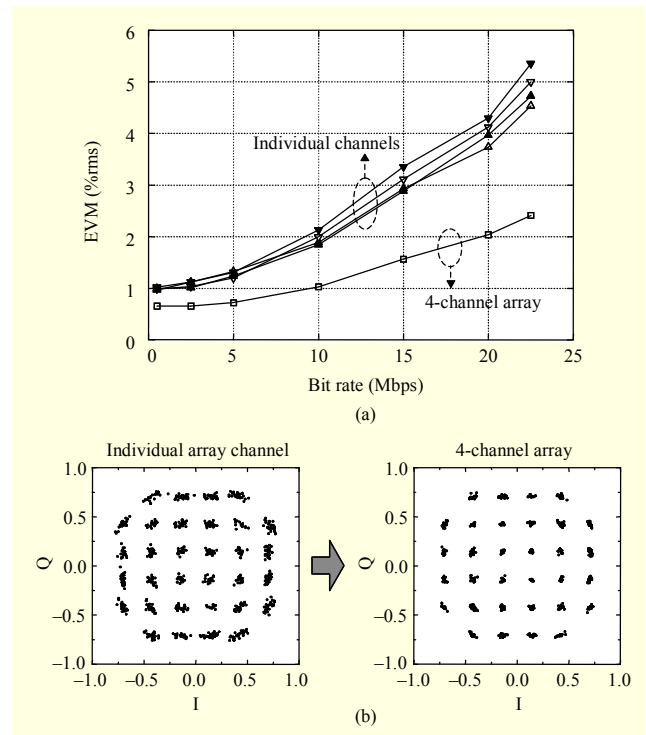 6
5
4
3
2
1
0
EVM (%rms)
Individual channels
4-channel array
0 5 10 15 20 25
Bit rate (Mbps)
(a)
Individual array channel
1.0
0.5
0.0
–0.5
–1.0
Q
–1.0 –0.5 0.0 0.5 1.0
I
4-channel array
1.0
0.5
0.0
–0.5
–1.0
Q
–1.0 –0.5 0.0 0.5 1.0
I
(b)